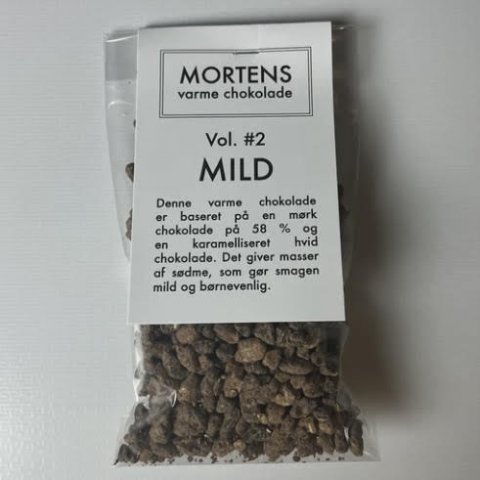 MORTENS
varme chokolade
Vol. #2
MILD
Denne varme chokolade
er baseret på en mørk
chokolade på 58 % og
en karamelliseret hvid
chokolade. Det giver masser
af sødme, som gør smagen
mild og børnevenlig.